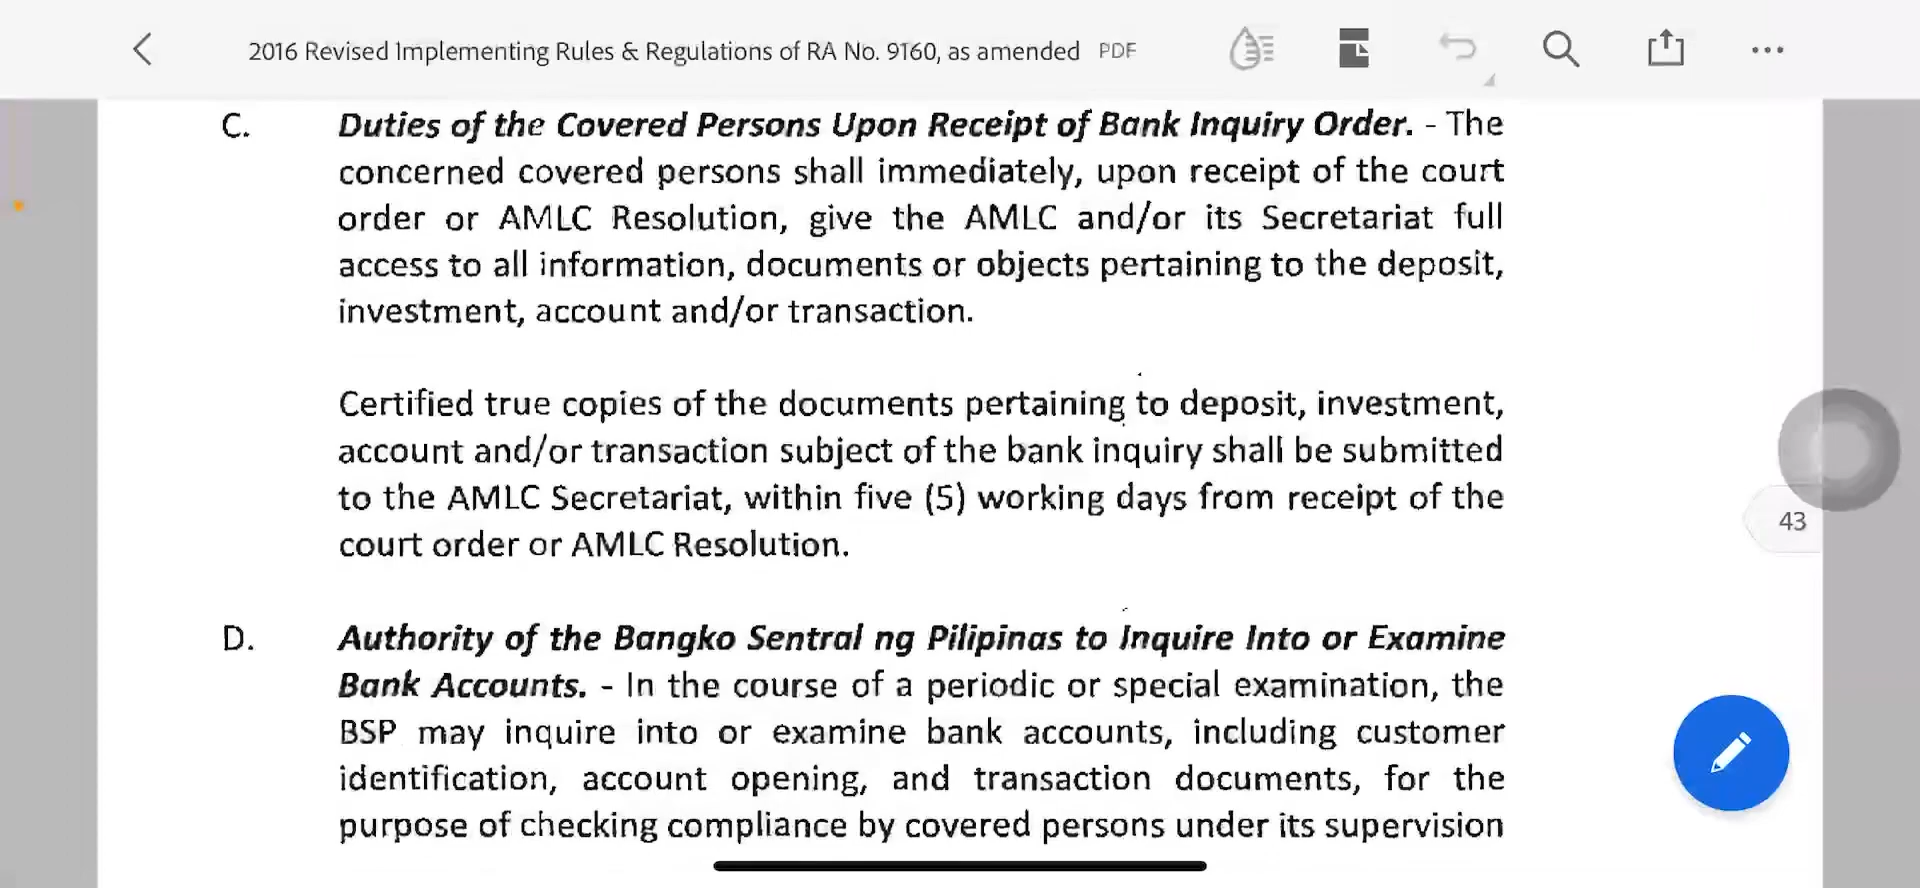 2016 Revised Implementing Rules & Regulations of RA No. 9160, as amended PDF
C. Duties of the Covered Persons Upon Receipt of Bank Inquiry Order. - The
concerned covered persons shall immediately, upon receipt of the court
order or AMLC Resolution, give the AMLC and/or its Secretariat full
access to all information, documents or objects pertaining to the deposit,
investment, account and/or transaction.
Certified true copies of the documents pertaining to deposit, investment,
account and/or transaction subject of the bank inquiry shall be submitted
to the AMLC Secretariat, within five (5) working days from receipt of the
court order or AMLC Resolution.
43
D. Authority of the Bangko Sentral ng Pilipinas to Inquire Into or Examine
Bank Accounts. - In the course of a periodic or special examination, the
BSP may inquire into or examine bank accounts, including customer
identification, account opening, and transaction documents, for the
purpose of checking compliance by covered persons under its supervision